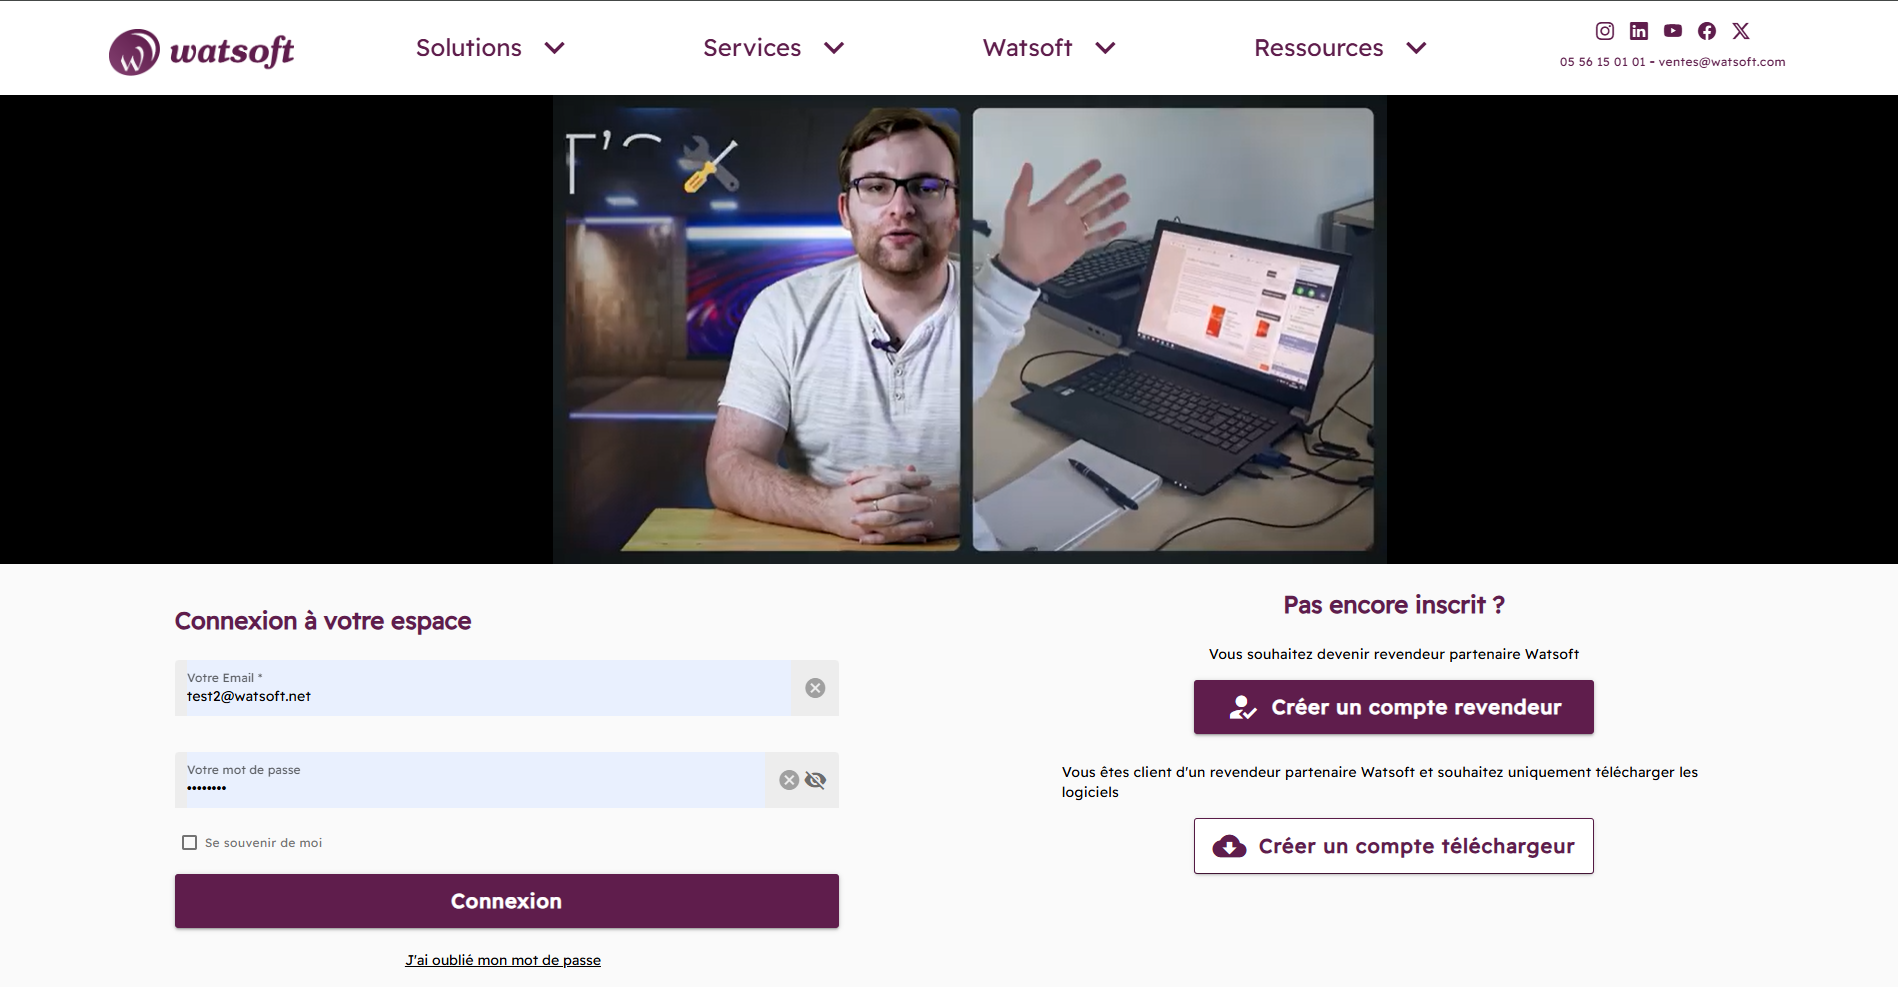 watsoft
Solutions
Services
Watsoft
Ressources
05 56 15 01 01 - ventes@watsoft.com
Connexion à votre espace
Votre Email *
test2@watsoft.net
Votre mot de passe
••••••••
Se souvenir de moi
Connexion
J'ai oublié mon mot de passe
Pas encore inscrit ?
Vous souhaitez devenir revendeur partenaire Watsoft
Créer un compte revendeur
Vous êtes client d'un revendeur partenaire Watsoft et souhaitez uniquement télécharger les
logiciels
Créer un compte téléchargeur